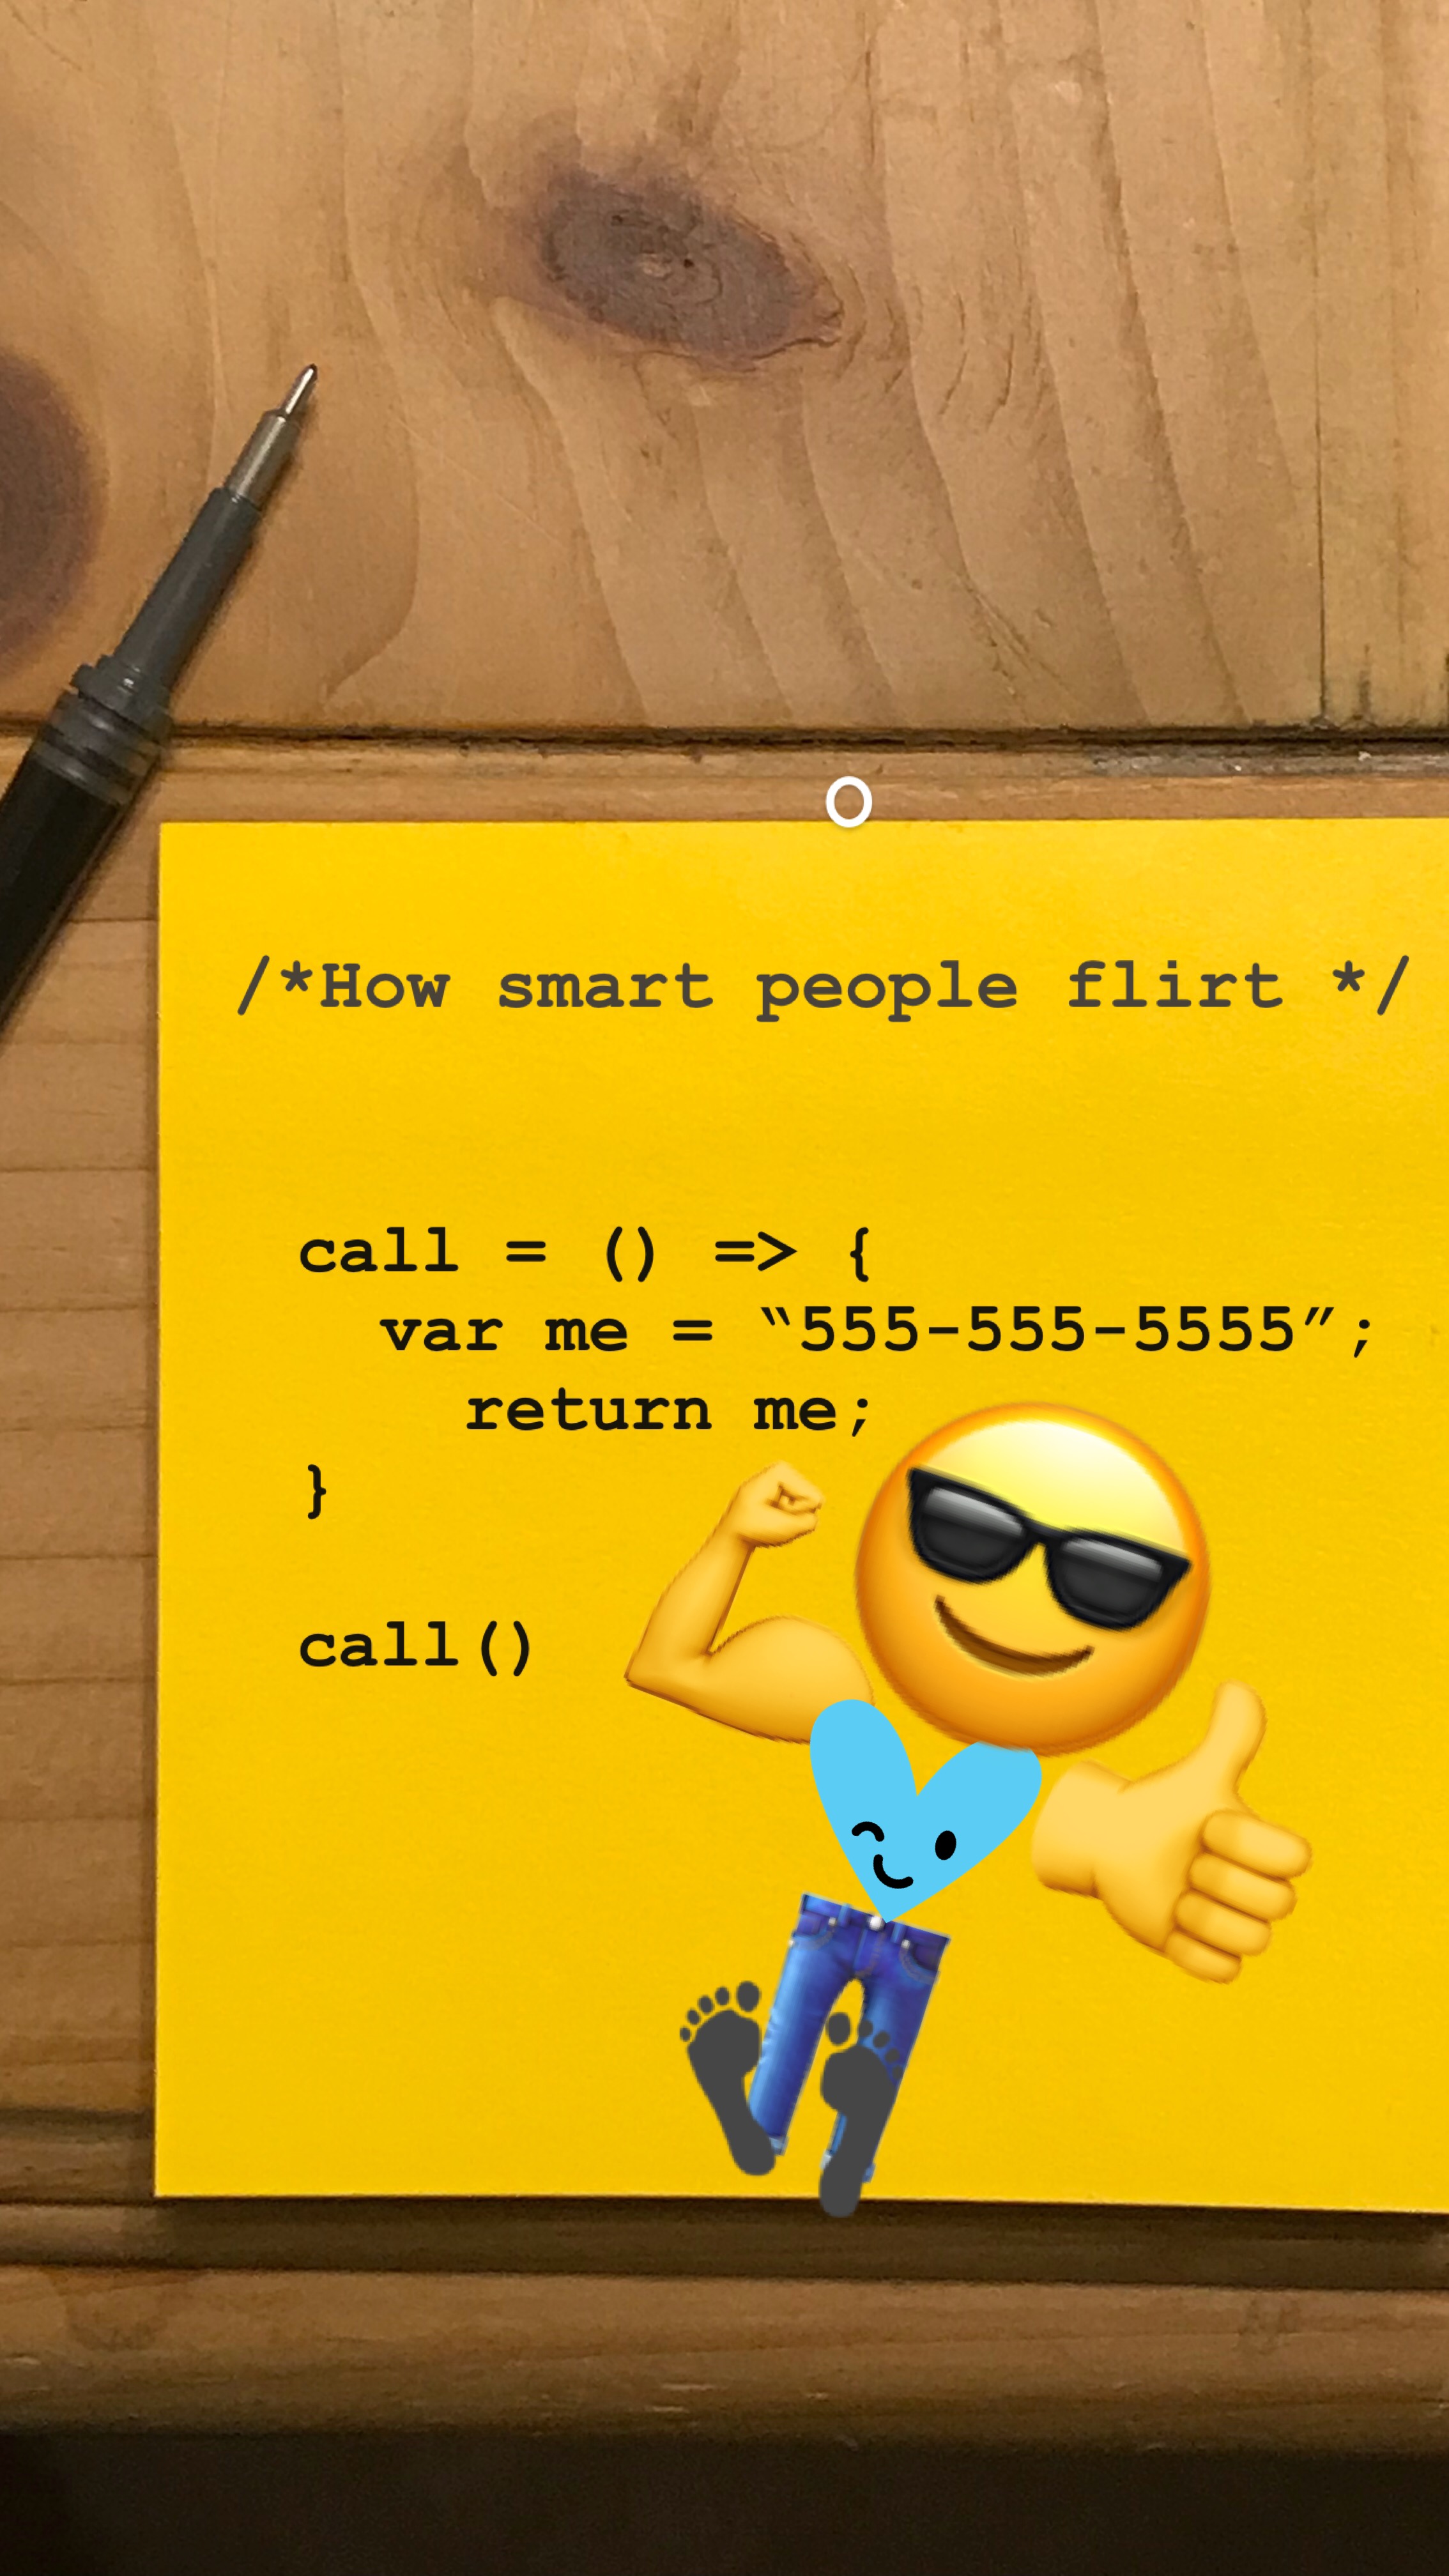 /*How smart people flirt */
call = () => {
var me = “555-555-5555”;
return me;
}
call()